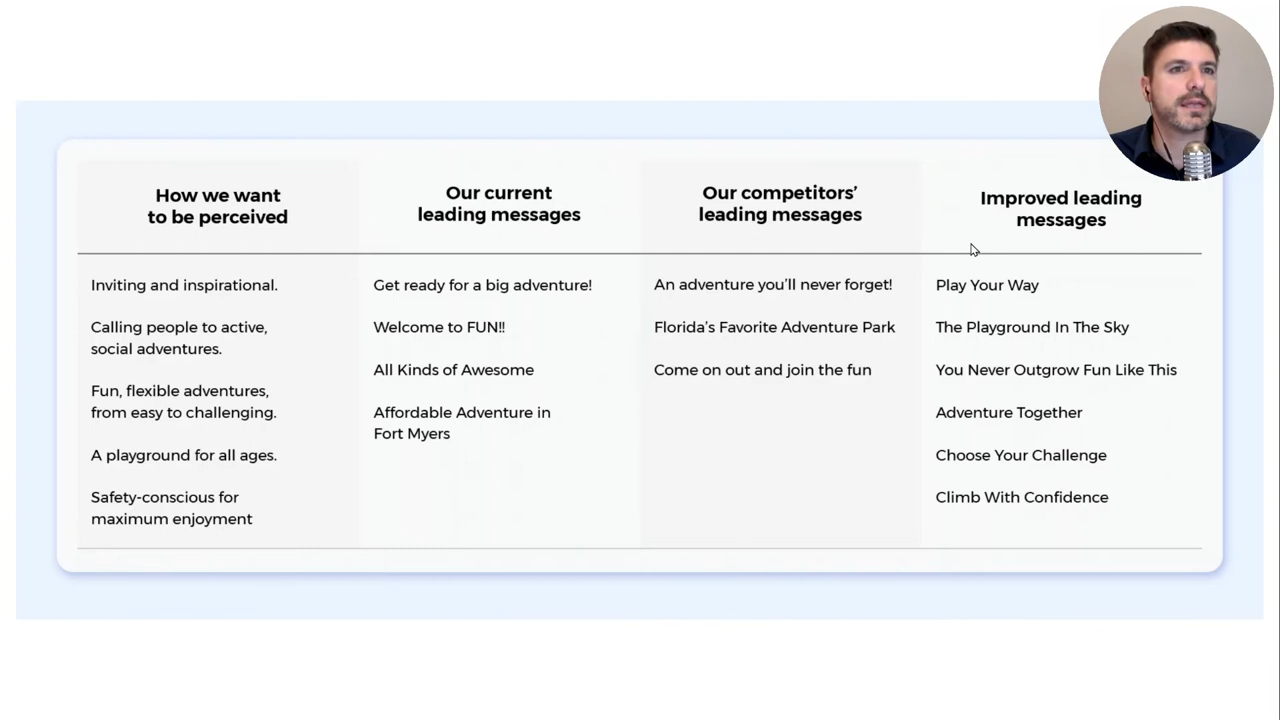 How we want
to be perceived
Our current
leading messages
Our competitors’
leading messages
Improved leading
messages
Inviting and inspirational.
Calling people to active,
social adventures.
Fun, flexible adventures,
from easy to challenging.
A playground for all ages.
Safety-conscious for
maximum enjoyment
Get ready for a big adventure!
Welcome to FUN!!
All Kinds of Awesome
Affordable Adventure in
Fort Myers
An adventure you’ll never forget!
Florida’s Favorite Adventure Park
Come on out and join the fun
Play Your Way
The Playground In The Sky
You Never Outgrow Fun Like This
Adventure Together
Choose Your Challenge
Climb With Confidence